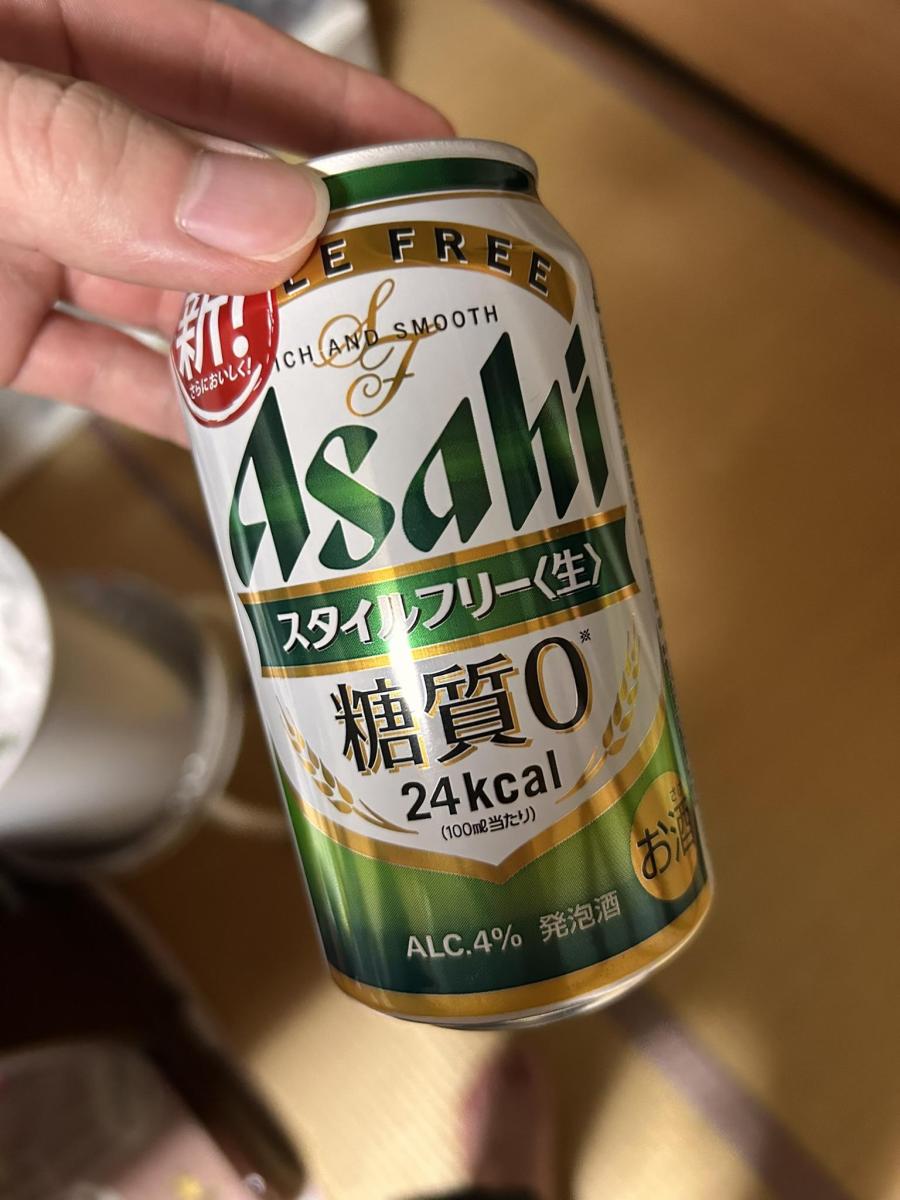 LE FREE
新!
さらにおいしく!
ICH AND SMOOTH
SF
Asahi
スタイルフリー〈生〉
糖質0※
24kcal
(100ml当たり)
お酒
ALC.4% 発泡酒